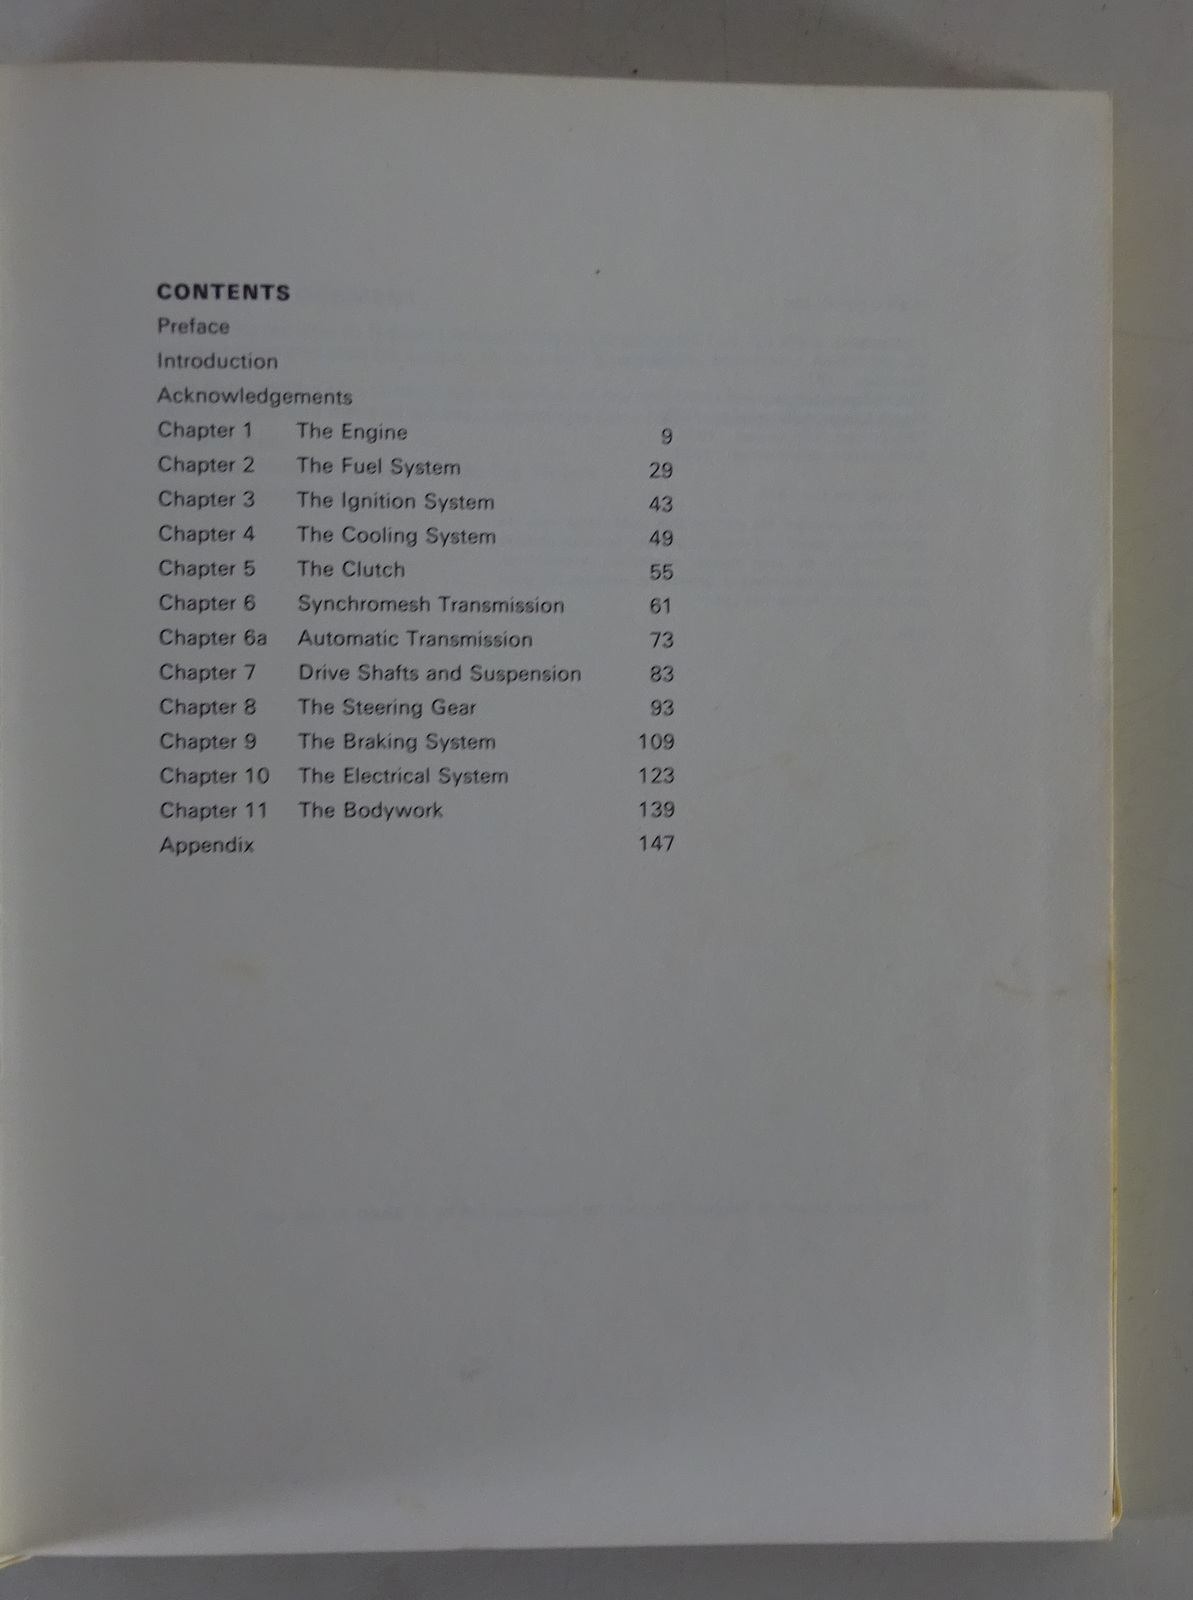 CONTENTS
Preface
Introduction
Acknowledgements
Chapter 1 The Engine 9
Chapter 2 The Fuel System 29
Chapter 3 The Ignition System 43
Chapter 4 The Cooling System 49
Chapter 5 The Clutch 55
Chapter 6 Synchromesh Transmission 61
Chapter 6a Automatic Transmission 73
Chapter 7 Drive Shafts and Suspension 83
Chapter 8 The Steering Gear 93
Chapter 9 The Braking System 109
Chapter 10 The Electrical System 123
Chapter 11 The Bodywork 139
Appendix 147